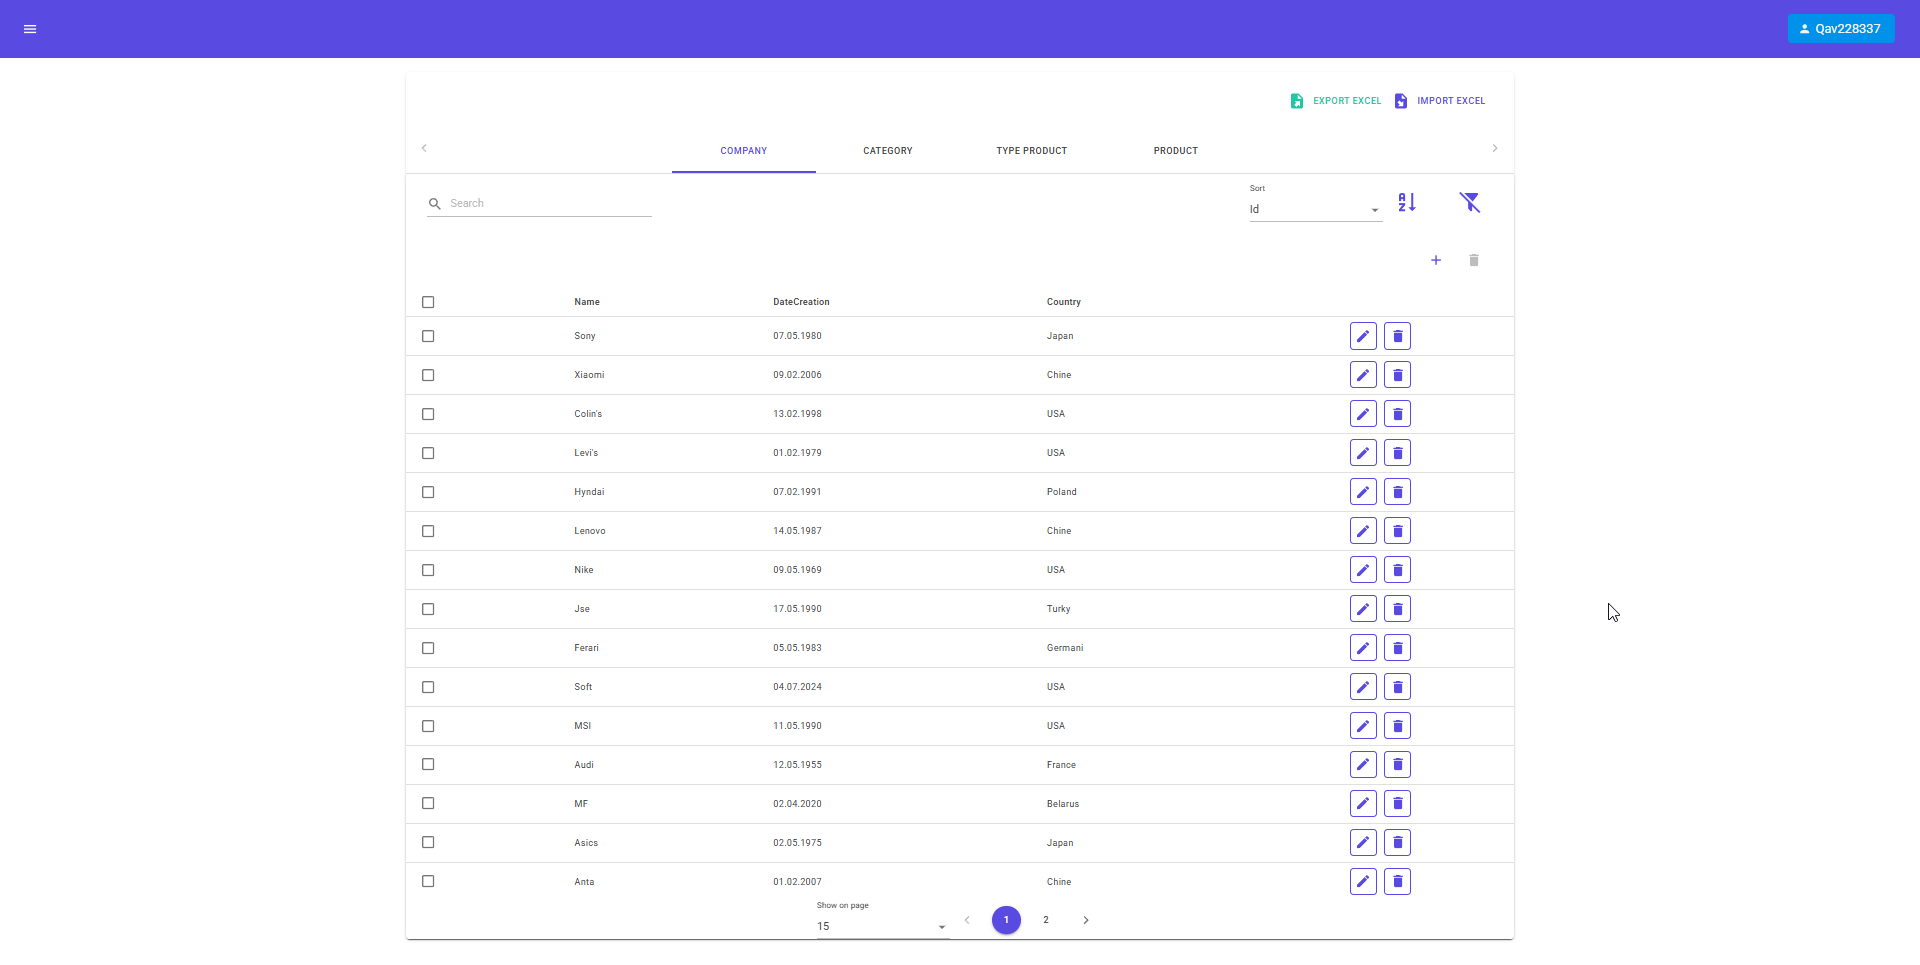 Qav228337
EXPORT EXCEL IMPORT EXCEL
COMPANY CATEGORY TYPE PRODUCT PRODUCT
Sort
Search Id
Name DateCreation Country
Sony 07.05.1980 Japan
Xiaomi 09.02.2006 Chine
Colin's 13.02.1998 USA
Levi's 01.02.1979 USA
Hyndai 07.02.1991 Poland
Lenovo 14.05.1987 Chine
Nike 09.05.1969 USA
Jse 17.05.1990 Turky
Ferari 05.05.1983 Germani
Soft 04.07.2024 USA
MSI 11.05.1990 USA
Audi 12.05.1955 France
MF 02.04.2020 Belarus
Asics 02.05.1975 Japan
Anta 01.02.2007 Chine
Show on page
15 1 2